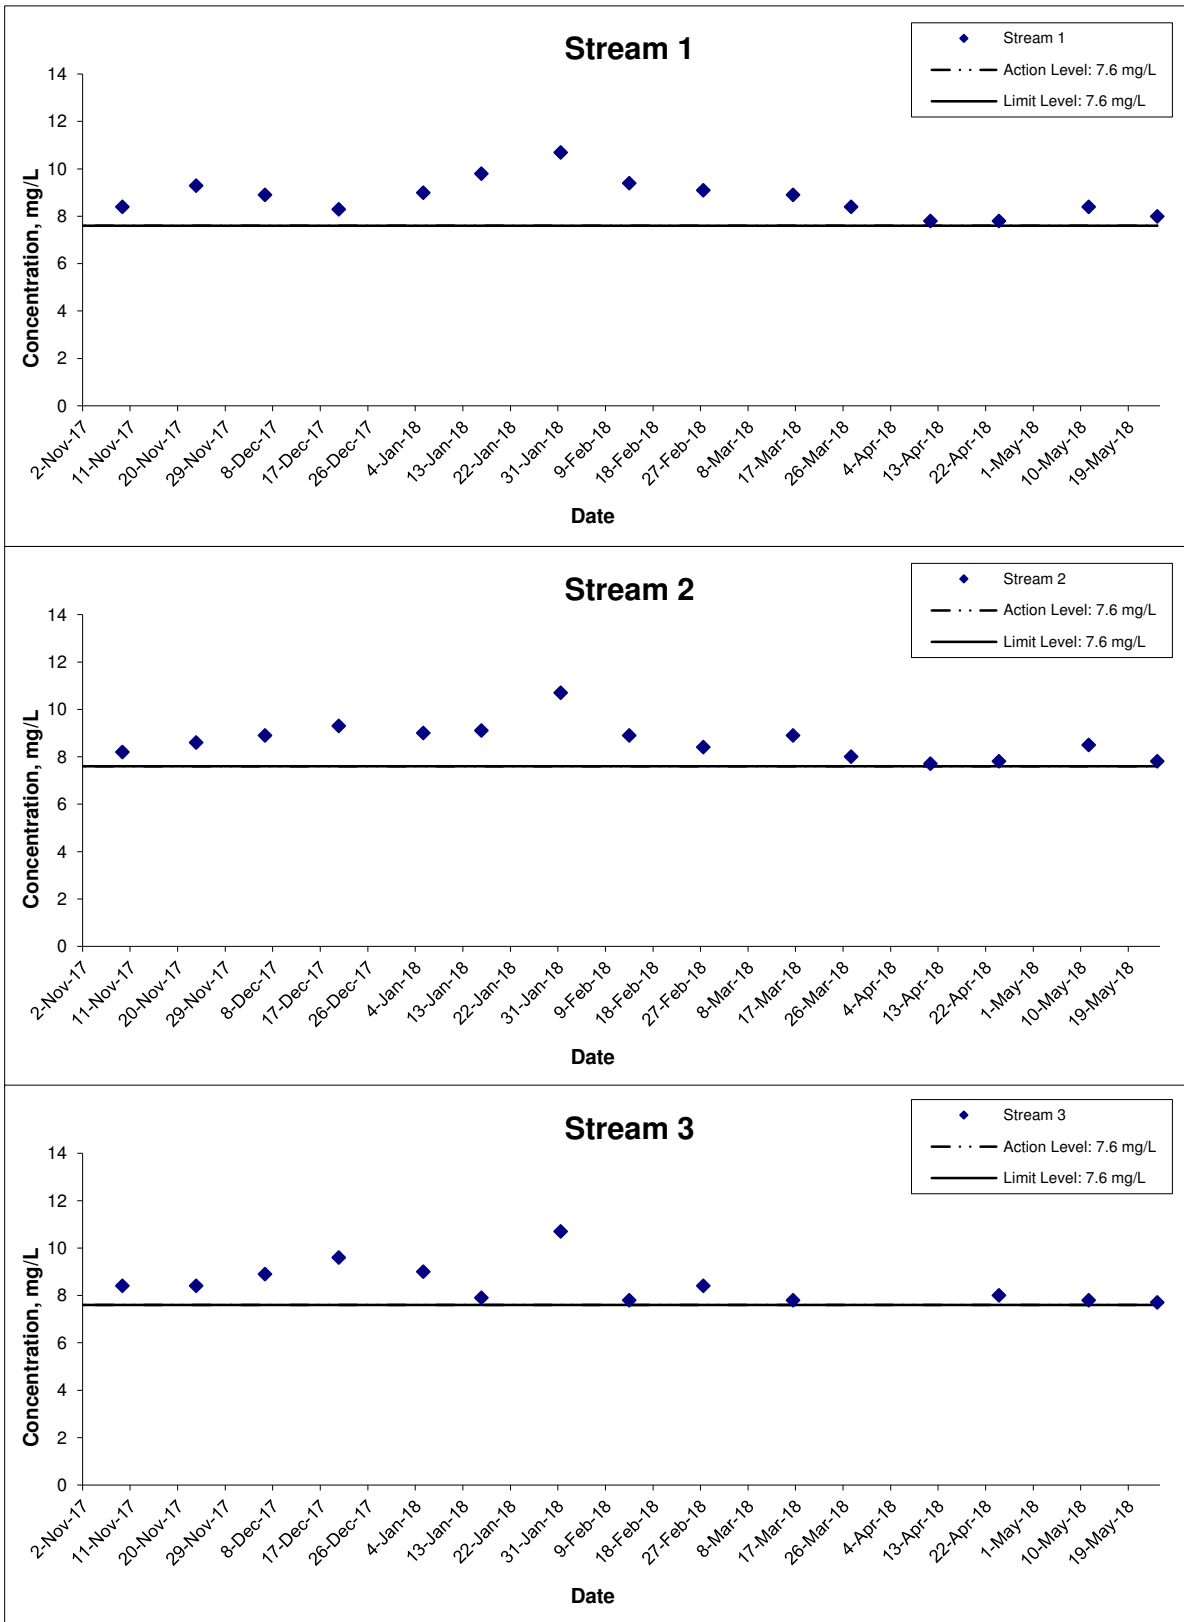 Stream 1
Stream 1
Action Level: 7.6 mg/L
Limit Level: 7.6 mg/L
Concentration, mg/L
14
12
10
8
6
4
2
0
2-Nov-17
11-Nov-17
20-Nov-17
29-Nov-17
8-Dec-17
17-Dec-17
26-Dec-17
4-Jan-18
13-Jan-18
22-Jan-18
31-Jan-18
9-Feb-18
18-Feb-18
27-Feb-18
8-Mar-18
17-Mar-18
26-Mar-18
4-Apr-18
13-Apr-18
22-Apr-18
1-May-18
10-May-18
19-May-18
Date
Stream 2
Stream 2
Action Level: 7.6 mg/L
Limit Level: 7.6 mg/L
Concentration, mg/L
14
12
10
8
6
4
2
0
2-Nov-17
11-Nov-17
20-Nov-17
29-Nov-17
8-Dec-17
17-Dec-17
26-Dec-17
4-Jan-18
13-Jan-18
22-Jan-18
31-Jan-18
9-Feb-18
18-Feb-18
27-Feb-18
8-Mar-18
17-Mar-18
26-Mar-18
4-Apr-18
13-Apr-18
22-Apr-18
1-May-18
10-May-18
19-May-18
Date
Stream 3
Stream 3
Action Level: 7.6 mg/L
Limit Level: 7.6 mg/L
Concentration, mg/L
14
12
10
8
6
4
2
0
2-Nov-17
11-Nov-17
20-Nov-17
29-Nov-17
8-Dec-17
17-Dec-17
26-Dec-17
4-Jan-18
13-Jan-18
22-Jan-18
31-Jan-18
9-Feb-18
18-Feb-18
27-Feb-18
8-Mar-18
17-Mar-18
26-Mar-18
4-Apr-18
13-Apr-18
22-Apr-18
1-May-18
10-May-18
19-May-18
Date